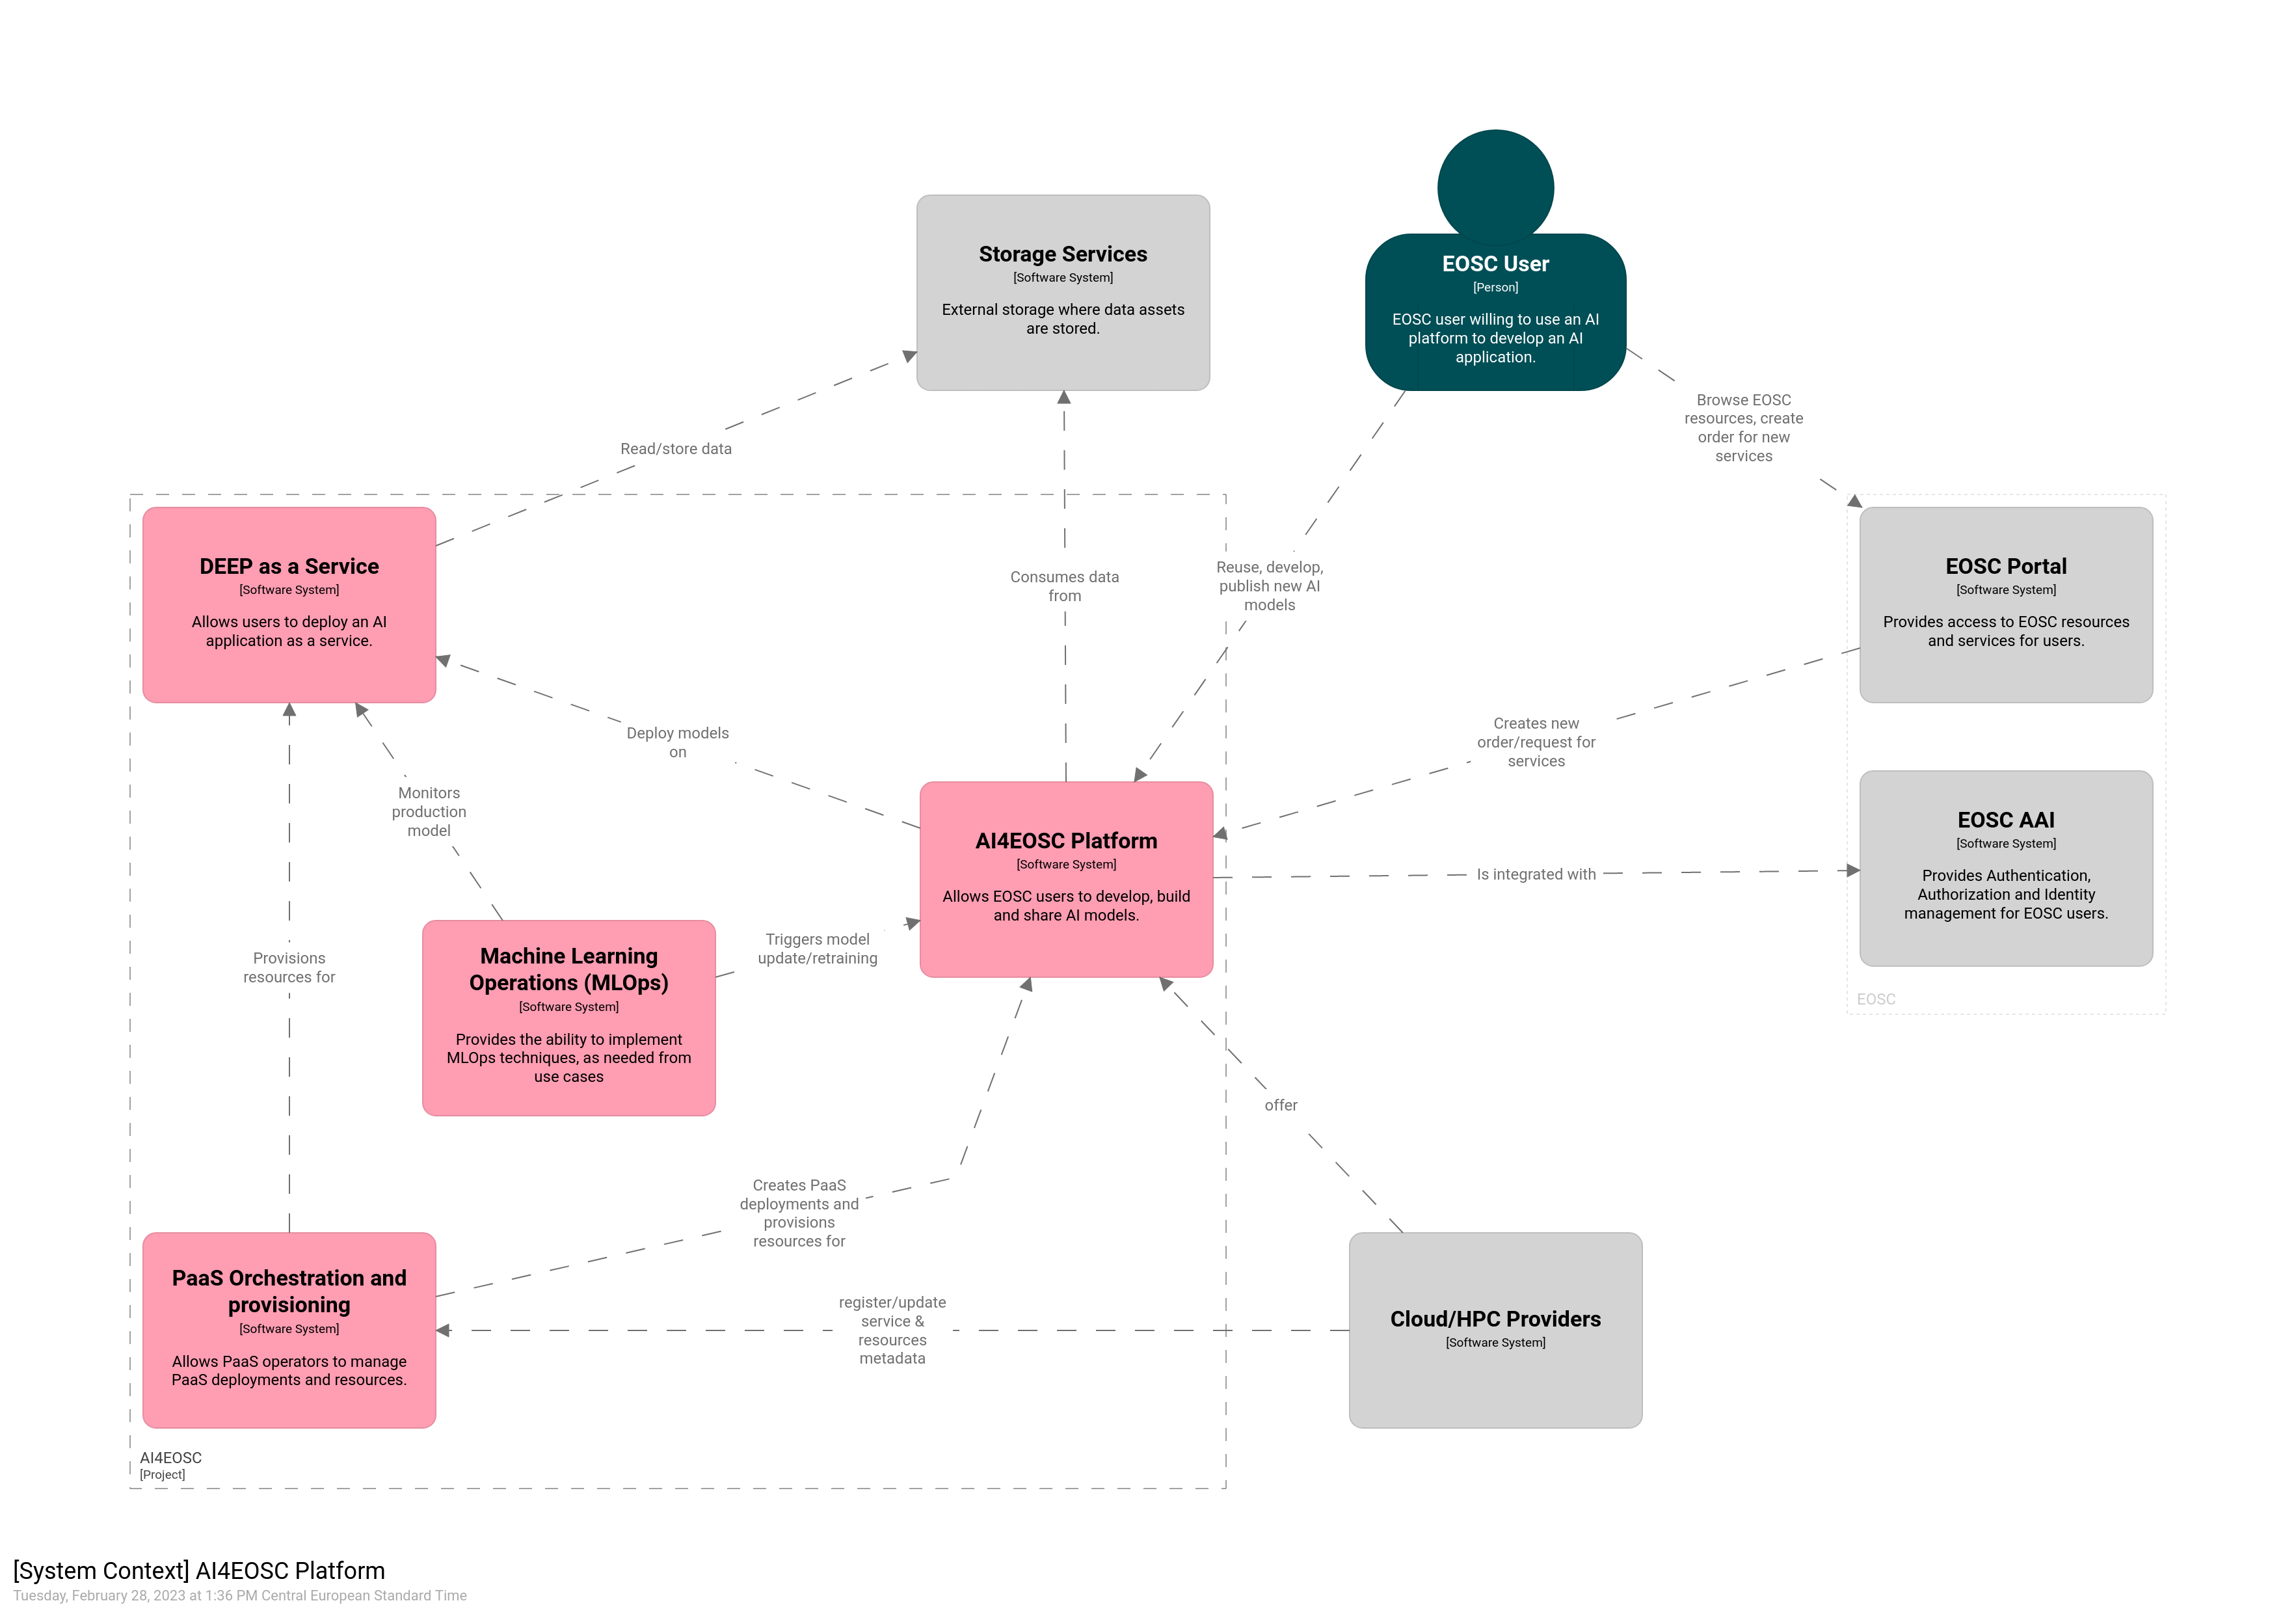 Storage Services
[Software System]
External storage where data assets
are stored.
EOSC User
[Person]
EOSC user willing to use an AI
platform to develop an AI
application.
Browse EOSC
resources, create
order for new
services
Read/store data
DEEP as a Service
[Software System]
Allows users to deploy an AI
application as a service.
Consumes data
from
Reuse, develop,
publish new AI
models
EOSC Portal
[Software System]
Provides access to EOSC resources
and services for users.
Deploy models
on
Creates new
order/request for
services
Monitors
production
model
AI4EOSC Platform
[Software System]
Allows EOSC users to develop, build
and share AI models.
Is integrated with
EOSC AAI
[Software System]
Provides Authentication,
Authorization and Identity
management for EOSC users.
EOSC
Provisions
resources for
Machine Learning
Operations (MLOps)
[Software System]
Provides the ability to implement
MLOps techniques, as needed from
use cases
Triggers model
update/retraining
offer
Creates PaaS
deployments and
provisions
resources for
PaaS Orchestration and
provisioning
[Software System]
Allows PaaS operators to manage
PaaS deployments and resources.
register/update
service &
resources
metadata
Cloud/HPC Providers
[Software System]
AI4EOSC
[Project]
[System Context] AI4EOSC Platform
Tuesday, February 28, 2023 at 1:36 PM Central European Standard Time